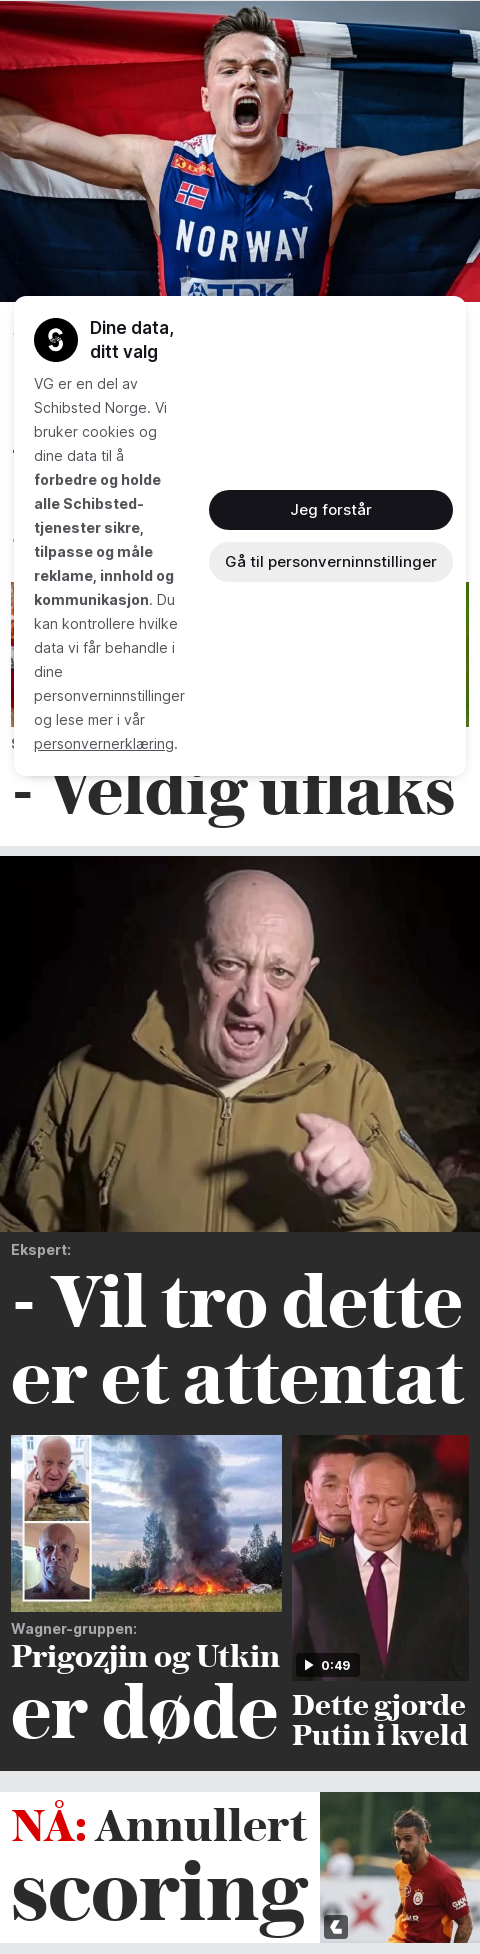 EXTRA
NORWAY
TDK
Dine data,
ditt valg
VG er en del av
Schibsted Norge. Vi
bruker cookies og
dine data til å
forbedre og holde
alle Schibsted-
tjenester sikre,
tilpasse og måle
reklame, innhold og
kommunikasjon. Du
kan kontrollere hvilke
data vi får behandle i
dine
personverninnstillinger
og lese mer i vår
personvernerklæring.
Jeg forstår
Gå til personverninnstillinger
- Veldig uflaks
Ekspert:
- Vil tro dette
er et attentat
Wagner-gruppen:
Prigozjin og Utkin
er døde
0:49
Dette gjorde
Putin i kveld
NÅ: Annullert
scoring